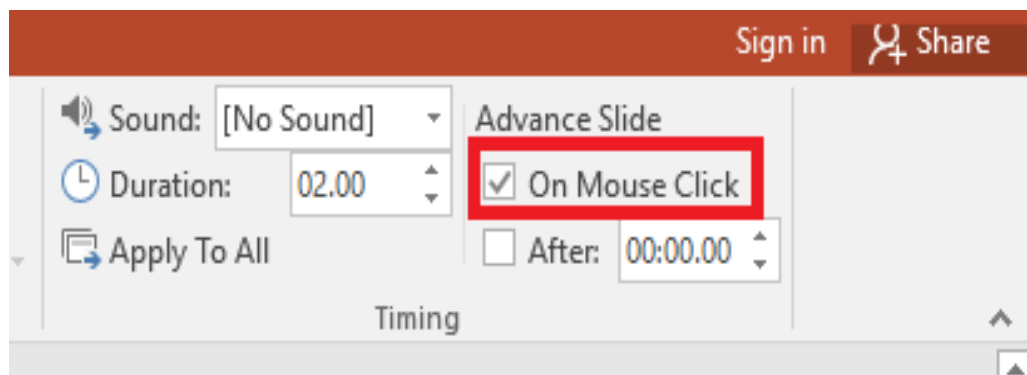 Sign in Share
Sound: [No Sound] Advance Slide
Duration: 02.00 On Mouse Click
Apply To All After: 00:00.00
Timing